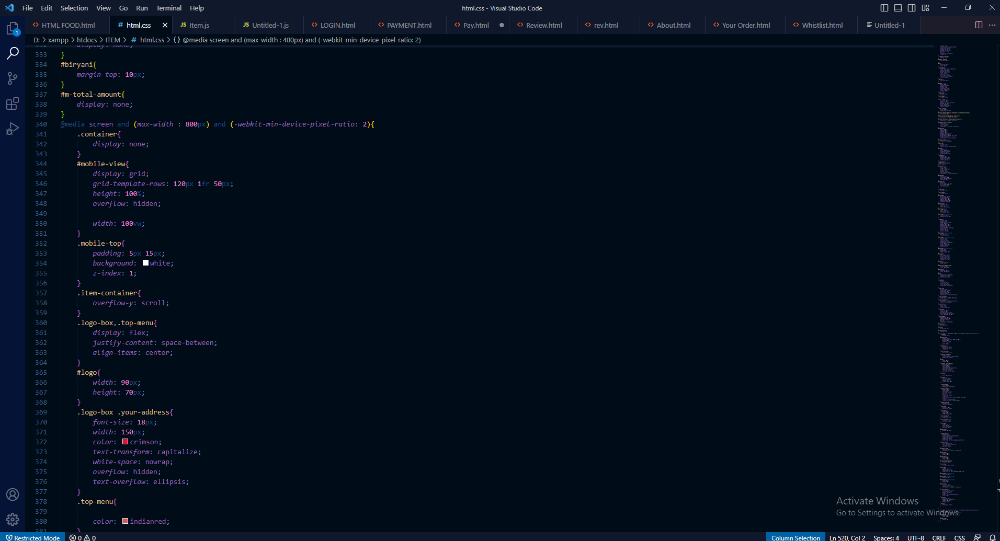 File Edit Selection View Go Run Terminal Help html.css - Visual Studio Code
<> HTML FOOD.html # html.css × JS Item.js JS Untitled-1.js <> LOGIN.html <> PAYMENT.html <> Pay.html ● <> Review.html <> rev.html <> About.html <> Your Order.html <> Whistlist.html Untitled-1 ···
D: > xampp > htdocs > ITEM > # html.css > {} @media screen and (max-width : 400px) and (-webkit-min-device-pixel-ratio: 2)
1
332 display: none;
333 }
334 #biryani{
335 margin-top: 10px;
336 }
337 #m-total-amount{
338 display: none;
339 }
340 @media screen and (max-width : 800px) and (-webkit-min-device-pixel-ratio: 2){
341 .container{
342 display: none;
343 }
344 #mobile-view{
345 display: grid;
346 grid-template-rows: 120px 1fr 50px;
347 height: 100%;
348 overflow: hidden;
349
350 width: 100vw;
351 }
352 .mobile-top{
353 padding: 5px 15px;
354 background: white;
355 z-index: 1;
356 }
357 .item-container{
358 overflow-y: scroll;
359 }
360 .logo-box,.top-menu{
361 display: flex;
362 justify-content: space-between;
363 align-items: center;
364 }
365 #logo{
366 width: 90px;
367 height: 70px;
368 }
369 .logo-box .your-address{
370 font-size: 18px;
371 width: 150px;
372 color: crimson;
373 text-transform: capitalize;
374 white-space: nowrap;
375 overflow: hidden;
376 text-overflow: ellipsis;
377 }
378 .top-menu{
379
380 color: indianred;
381 }
Activate Windows
Go to Settings to activate Windows.
Restricted Mode 0 0 Column Selection Ln 520, Col 2 Spaces: 4 UTF-8 CRLF CSS